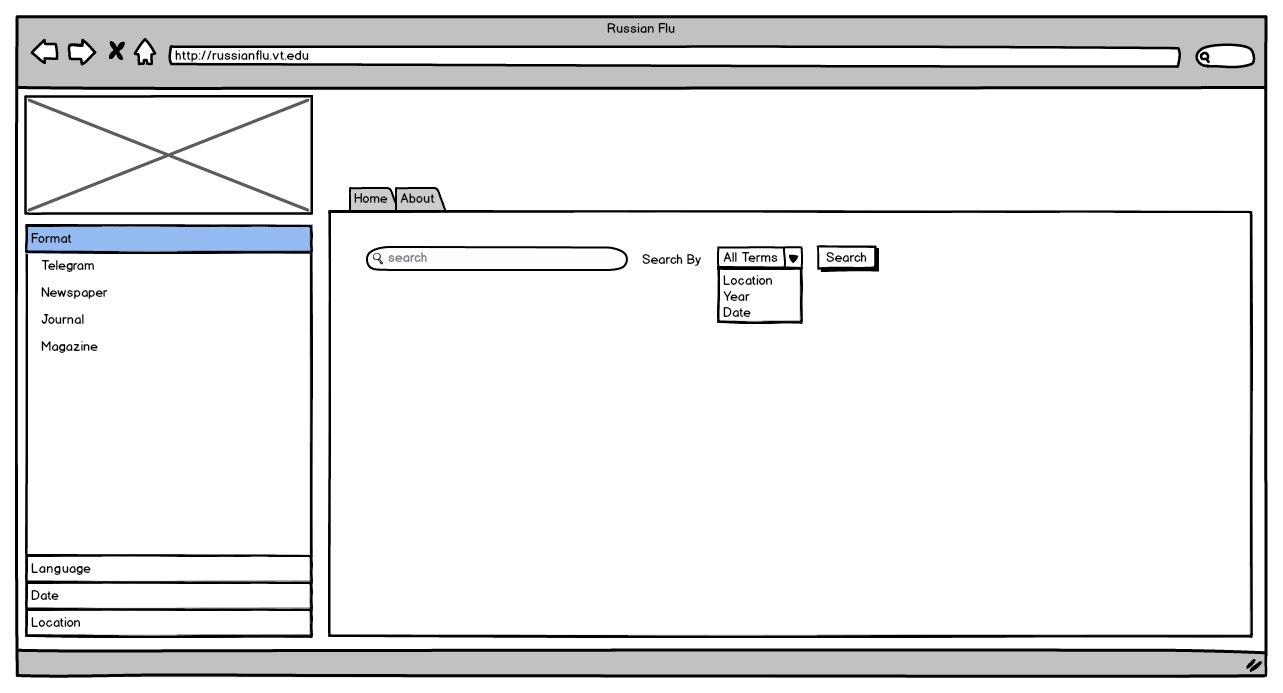 Russian Flu
http://russianflu.vt.edu
Home About
Format
Telegram
Newspaper
Journal
Magazine
Language
Date
Location
search Search By All Terms Search
Location
Year
Date